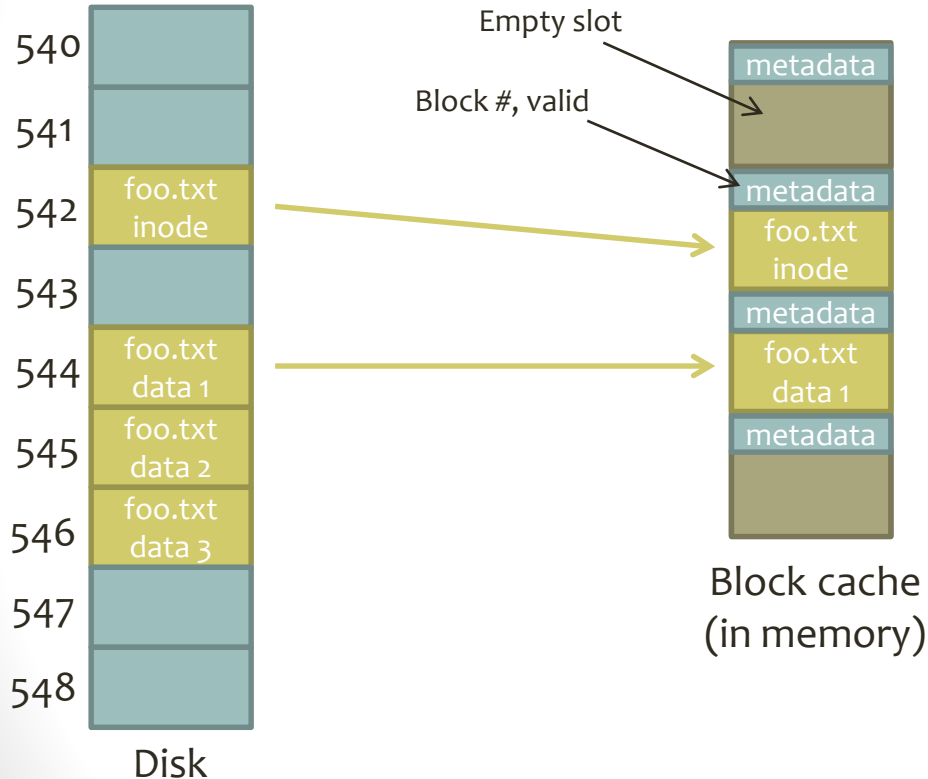 540
541
542
543
544
545
546
547
548
foo.txt
inode
foo.txt
data 1
foo.txt
data 2
foo.txt
data 3
Disk
Empty slot
Block #, valid
metadata
metadata
foo.txt
inode
metadata
foo.txt
data 1
metadata
Block cache
(in memory)